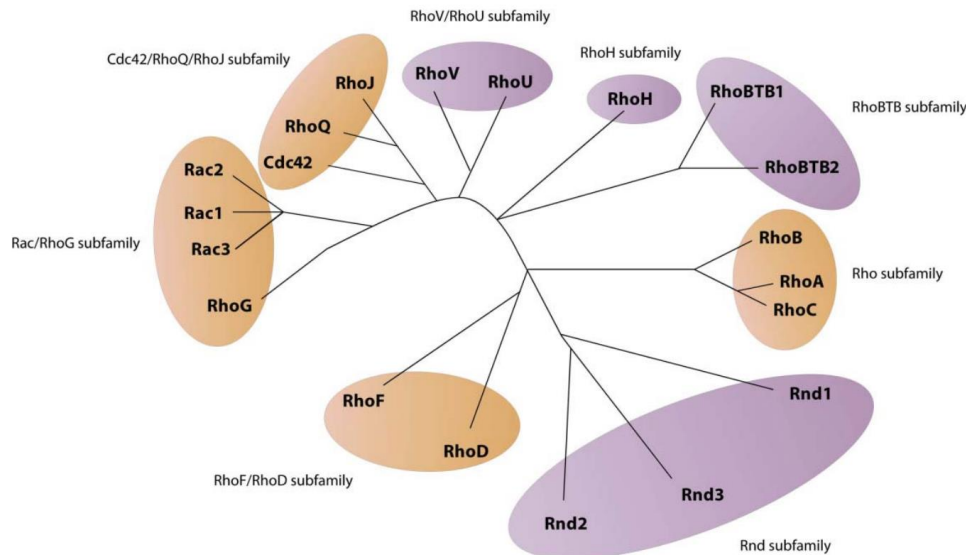 RhoV/RhoU subfamily
Cdc42/RhoQ/RhoJ subfamily
RhoH subfamily
RhoV
RhoU
RhoJ
RhoH
RhoBTB1
RhoBTB subfamily
RhoQ
Cdc42
RhoBTB2
Rac2
Rac1
Rac3
Rac/RhoG subfamily
RhoG
RhoB
RhoA
RhoC
Rho subfamily
RhoF
RhoD
RhoF/RhoD subfamily
Rnd1
Rnd3
Rnd2
Rnd subfamily